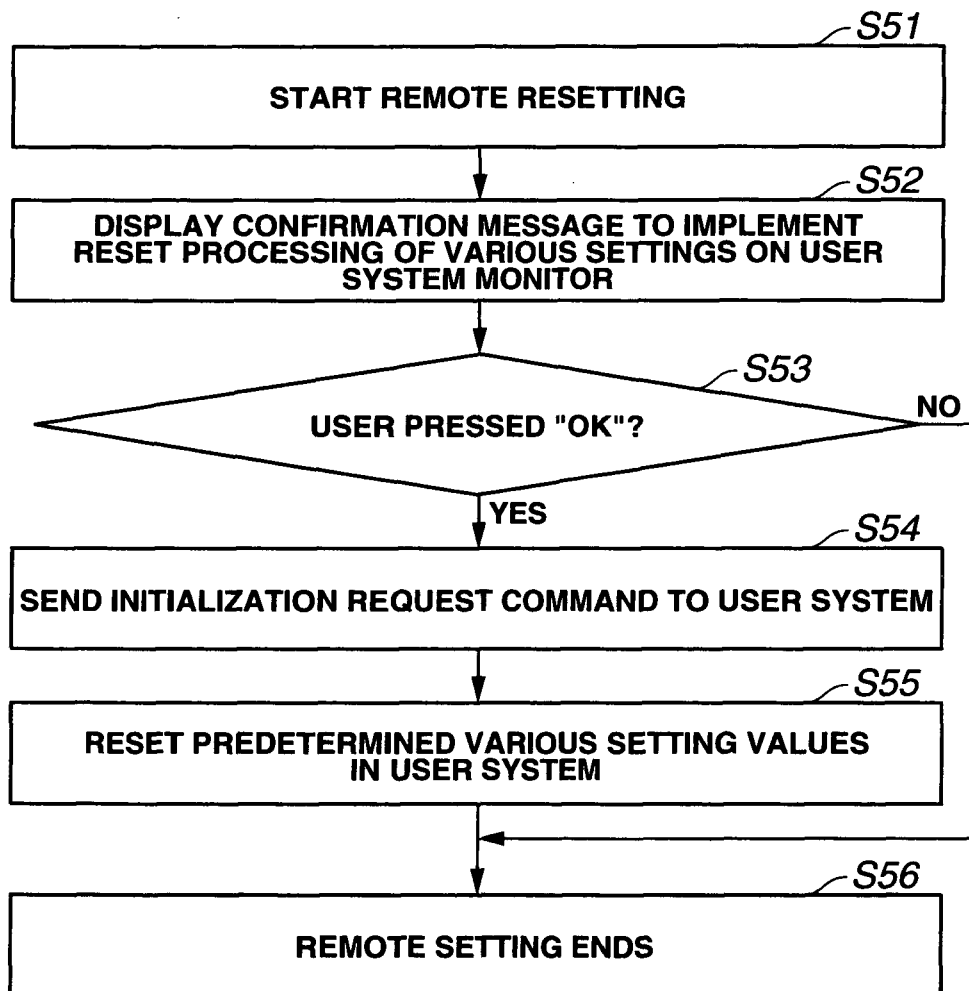 S51
START REMOTE RESETTING
S52
DISPLAY CONFIRMATION MESSAGE TO IMPLEMENT
RESET PROCESSING OF VARIOUS SETTINGS ON USER
SYSTEM MONITOR
S53
USER PRESSED "OK"?
NO
YES
S54
SEND INITIALIZATION REQUEST COMMAND TO USER SYSTEM
S55
RESET PREDETERMINED VARIOUS SETTING VALUES
IN USER SYSTEM
S56
REMOTE SETTING ENDS